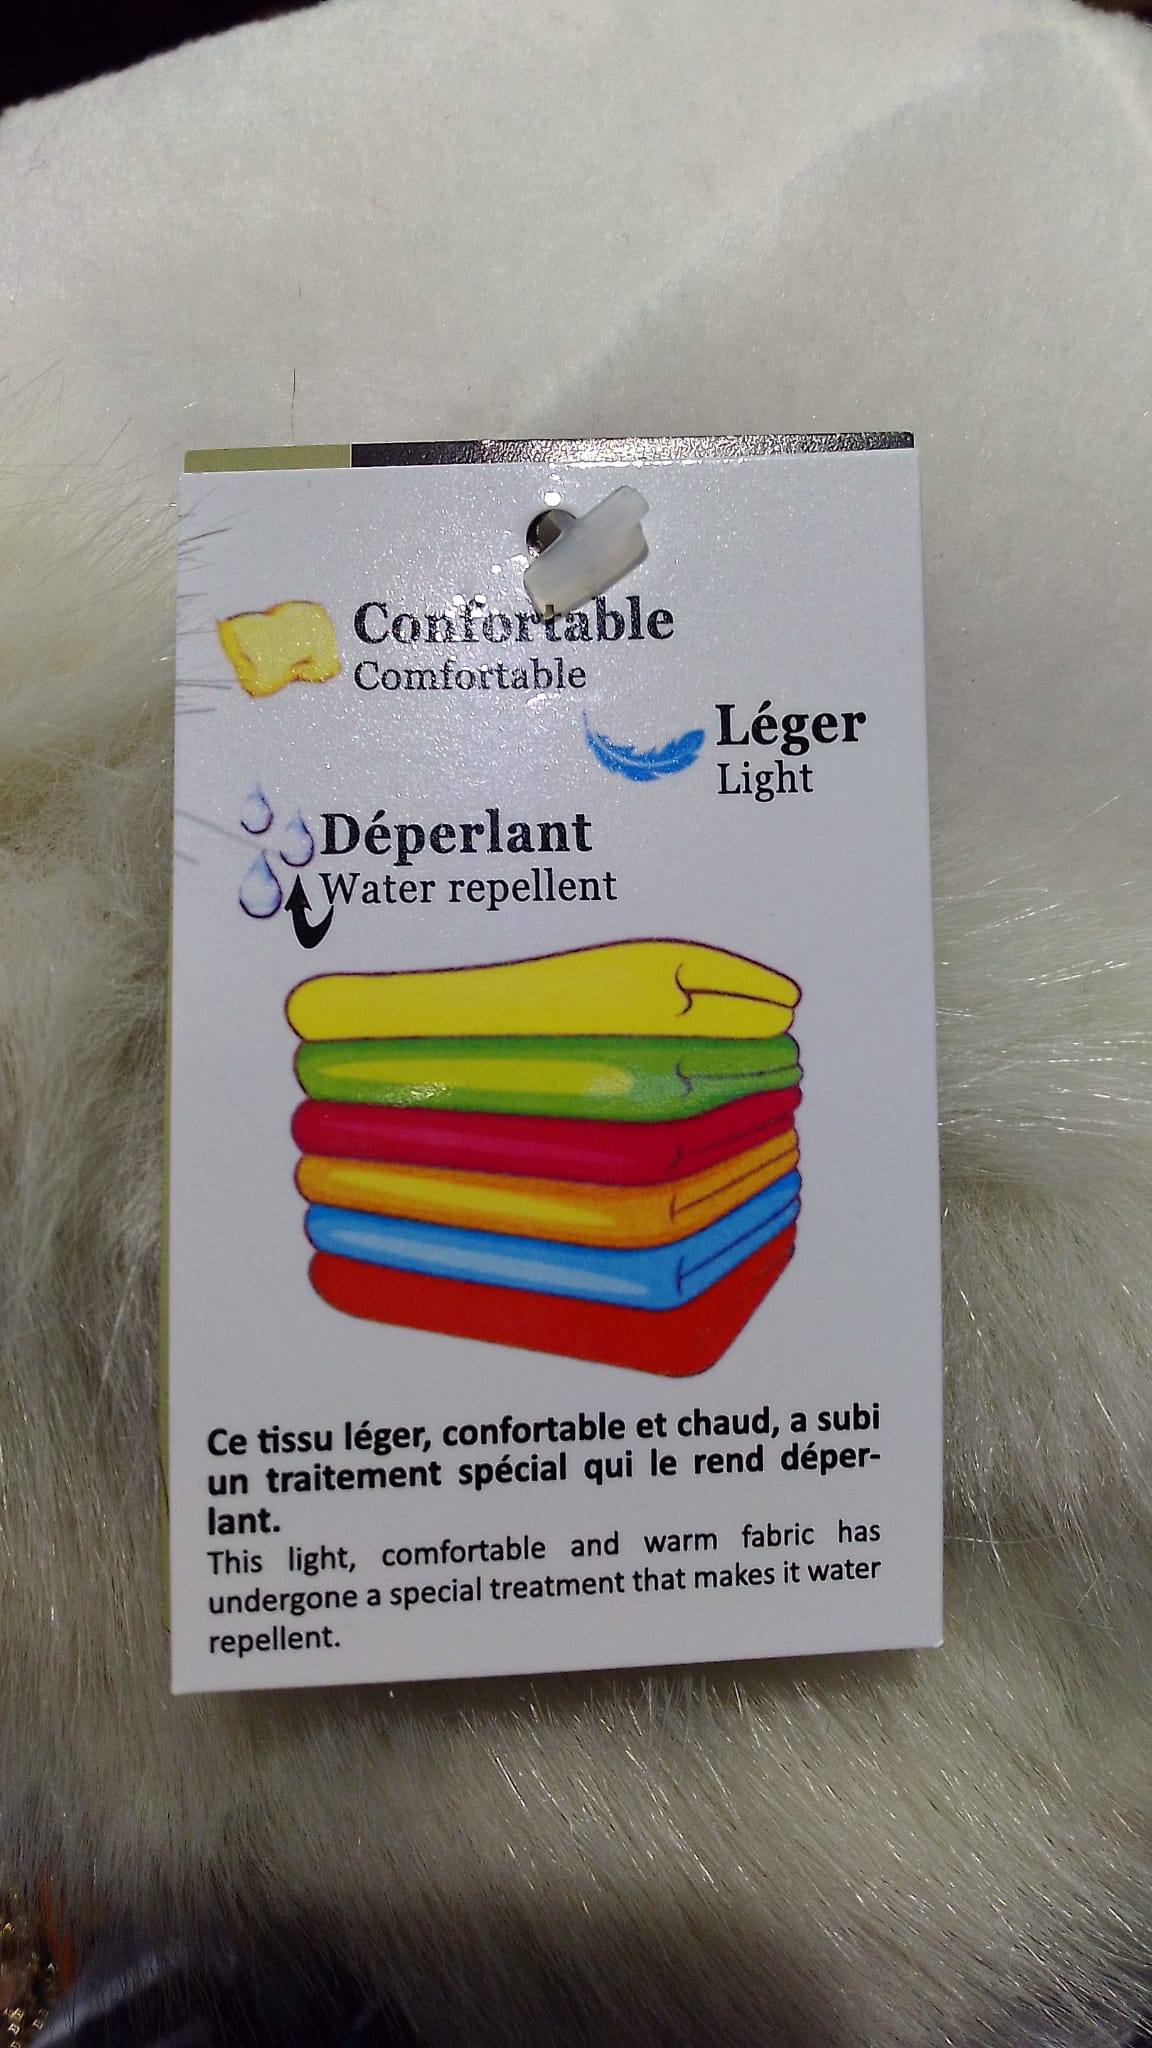 Confortable
Comfortable
Léger
Light
Déperlant
Water repellent
Ce tissu léger, confortable et chaud, a subi
un traitement spécial qui le rend déper-
lant.
This light, comfortable and warm fabric has
undergone a special treatment that makes it water
repellent.